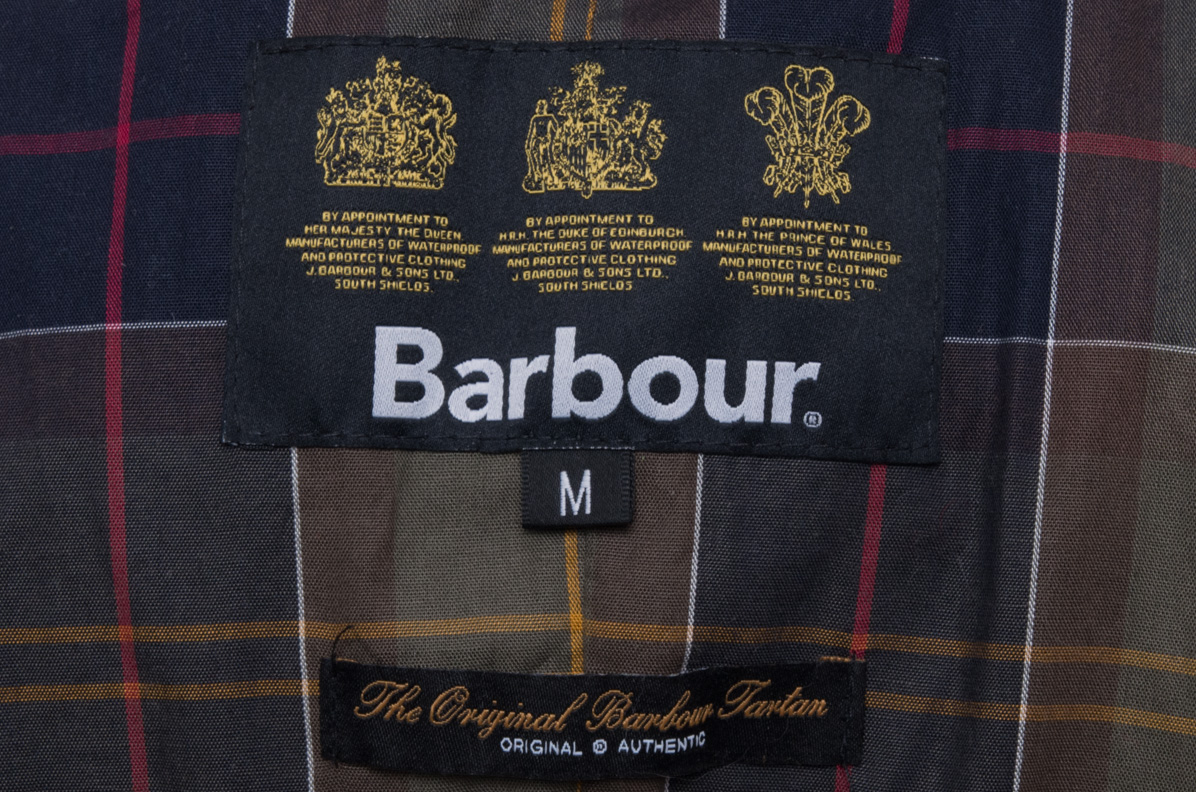 BY APPOINTMENT TO
HER MAJESTY THE QUEEN
MANUFACTURERS OF WATERPROOF
AND PROTECTIVE CLOTHING
J. BARBOUR & SONS LTD.,
SOUTH SHIELDS.
BY APPOINTMENT TO
H.R.H. THE DUKE OF EDINBURGH
MANUFACTURERS OF WATERPROOF
AND PROTECTIVE CLOTHING
J. BARBOUR & SONS LTD.,
SOUTH SHIELDS.
BY APPOINTMENT TO
H.R.H. THE PRINCE OF WALES,
MANUFACTURERS OF WATERPROOF
AND PROTECTIVE CLOTHING
J. BARBOUR & SONS LTD.,
SOUTH SHIELDS.
Barbour®
M
The Original Barbour Tartan
ORIGINAL ® AUTHENTIC